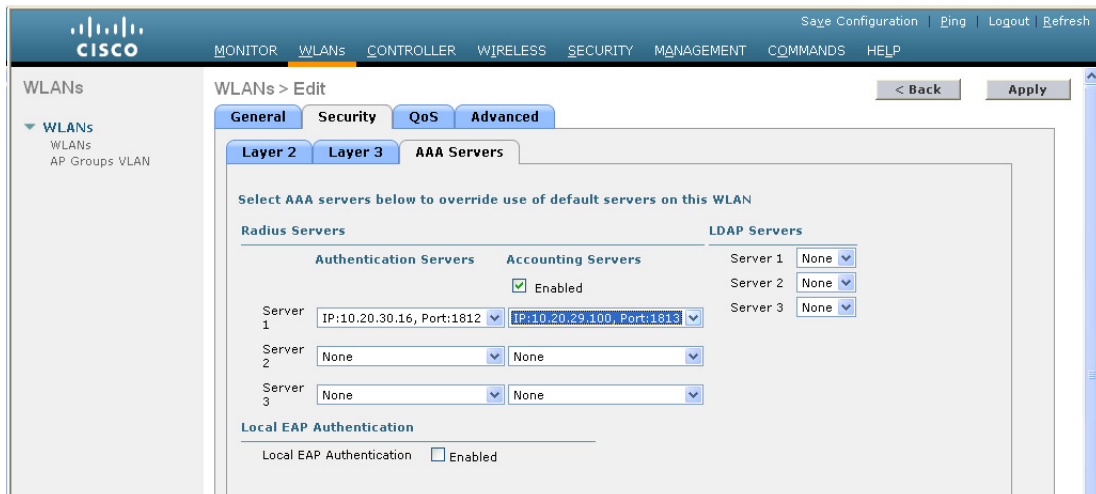 Save Configuration | Ping | Logout | Refresh
CISCO
MONITOR WLANs CONTROLLER WIRELESS SECURITY MANAGEMENT COMMANDS HELP
WLANs
WLANs > Edit
< Back Apply
General Security QoS Advanced
WLANs
WLANs
AP Groups VLAN
Layer 2 Layer 3 AAA Servers
Select AAA servers below to override use of default servers on this WLAN
Radius Servers LDAP Servers
Authentication Servers Accounting Servers
Server 1 None
Enabled
Server 2 None
Server 3 None
Server 1 IP:10.20.30.16, Port:1812 IP:10.20.29.100, Port:1813
Server 2 None None
Server 3 None None
Local EAP Authentication
Local EAP Authentication Enabled